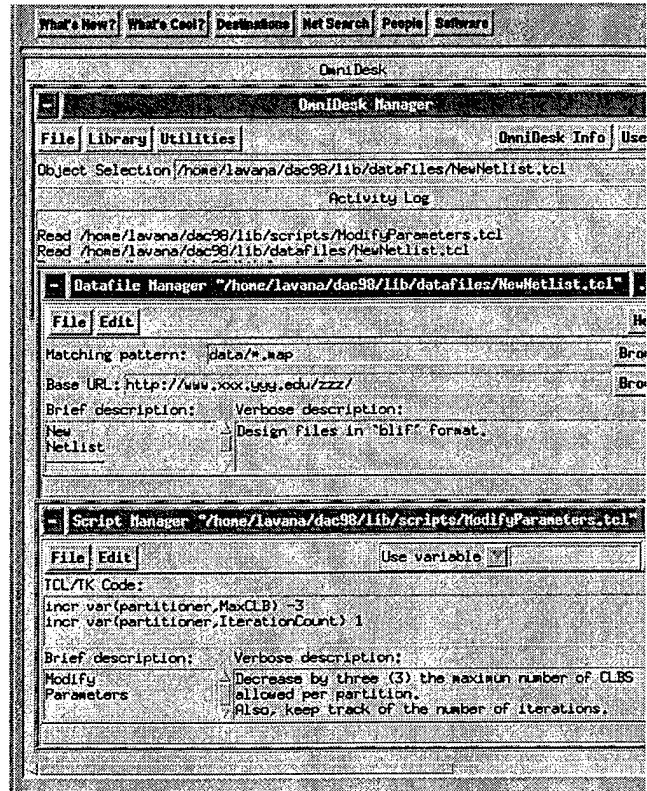 What's New? What's Cool? Destinations Net Search People Software
OmniDesk
OmniDesk Manager
File Library Utilities OmniDesk Info Use
Object Selection /home/lavana/dac98/lib/datafiles/NewNetlist.tcl
Activity Log
Read /home/lavana/dac98/lib/scripts/ModifyParameters.tcl
Read /home/lavana/dac98/lib/datafiles/NewNetlist.tcl
Datafile Manager "/home/lavana/dac98/lib/datafiles/NewNetlist.tcl"
File Edit He
Matching pattern: data/*.map Bro
Base URL: http://www.xxx.yyy.edu/zzz/ Bro
Brief description: Verbose description:
New Design files in "blif" format.
Netlist
Script Manager "/home/lavana/dac98/lib/scripts/ModifyParameters.tcl"
File Edit Use variable
TCL/TK Code:
incr var(partitioner,MaxCLB) -3
incr var(partitioner,IterationCount) 1
Brief description: Verbose description:
Modify Decrease by three (3) the maximun number of CLBS
Parameters allowed per partition.
Also, keep track of the number of iterations.